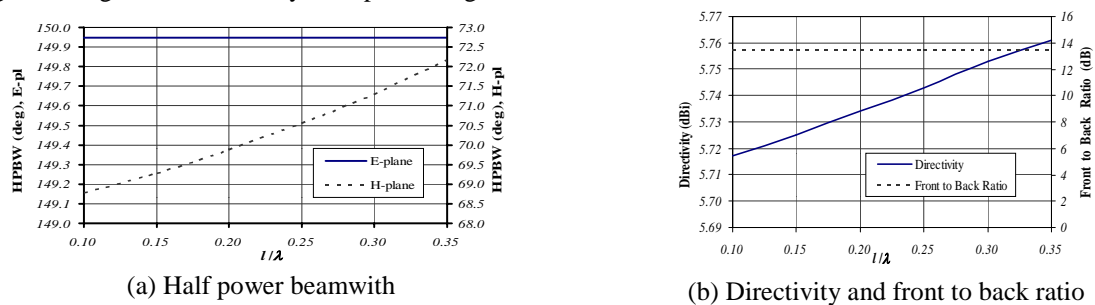 150.0
149.9
149.8
149.7
149.6
149.5
149.4
149.3
149.2
149.1
149.0
HPBW (deg), E-pl
73.0
72.5
72.0
71.5
71.0
70.5
70.0
69.5
69.0
68.5
68.0
HPBW (deg), H-pl
E-plane
H-plane
0.10 0.15 0.20 0.25 0.30 0.35
l/λ
(a) Half power beamwith
5.77
5.76
5.75
5.74
5.73
5.72
5.71
5.70
5.69
Directivity (dBi)
16
14
12
10
8
6
4
2
0
Front to Back Ratio (dB)
Directivity
Front to Back Ratio
0.10 0.15 0.20 0.25 0.30 0.35
l/λ
(b) Directivity and front to back ratio